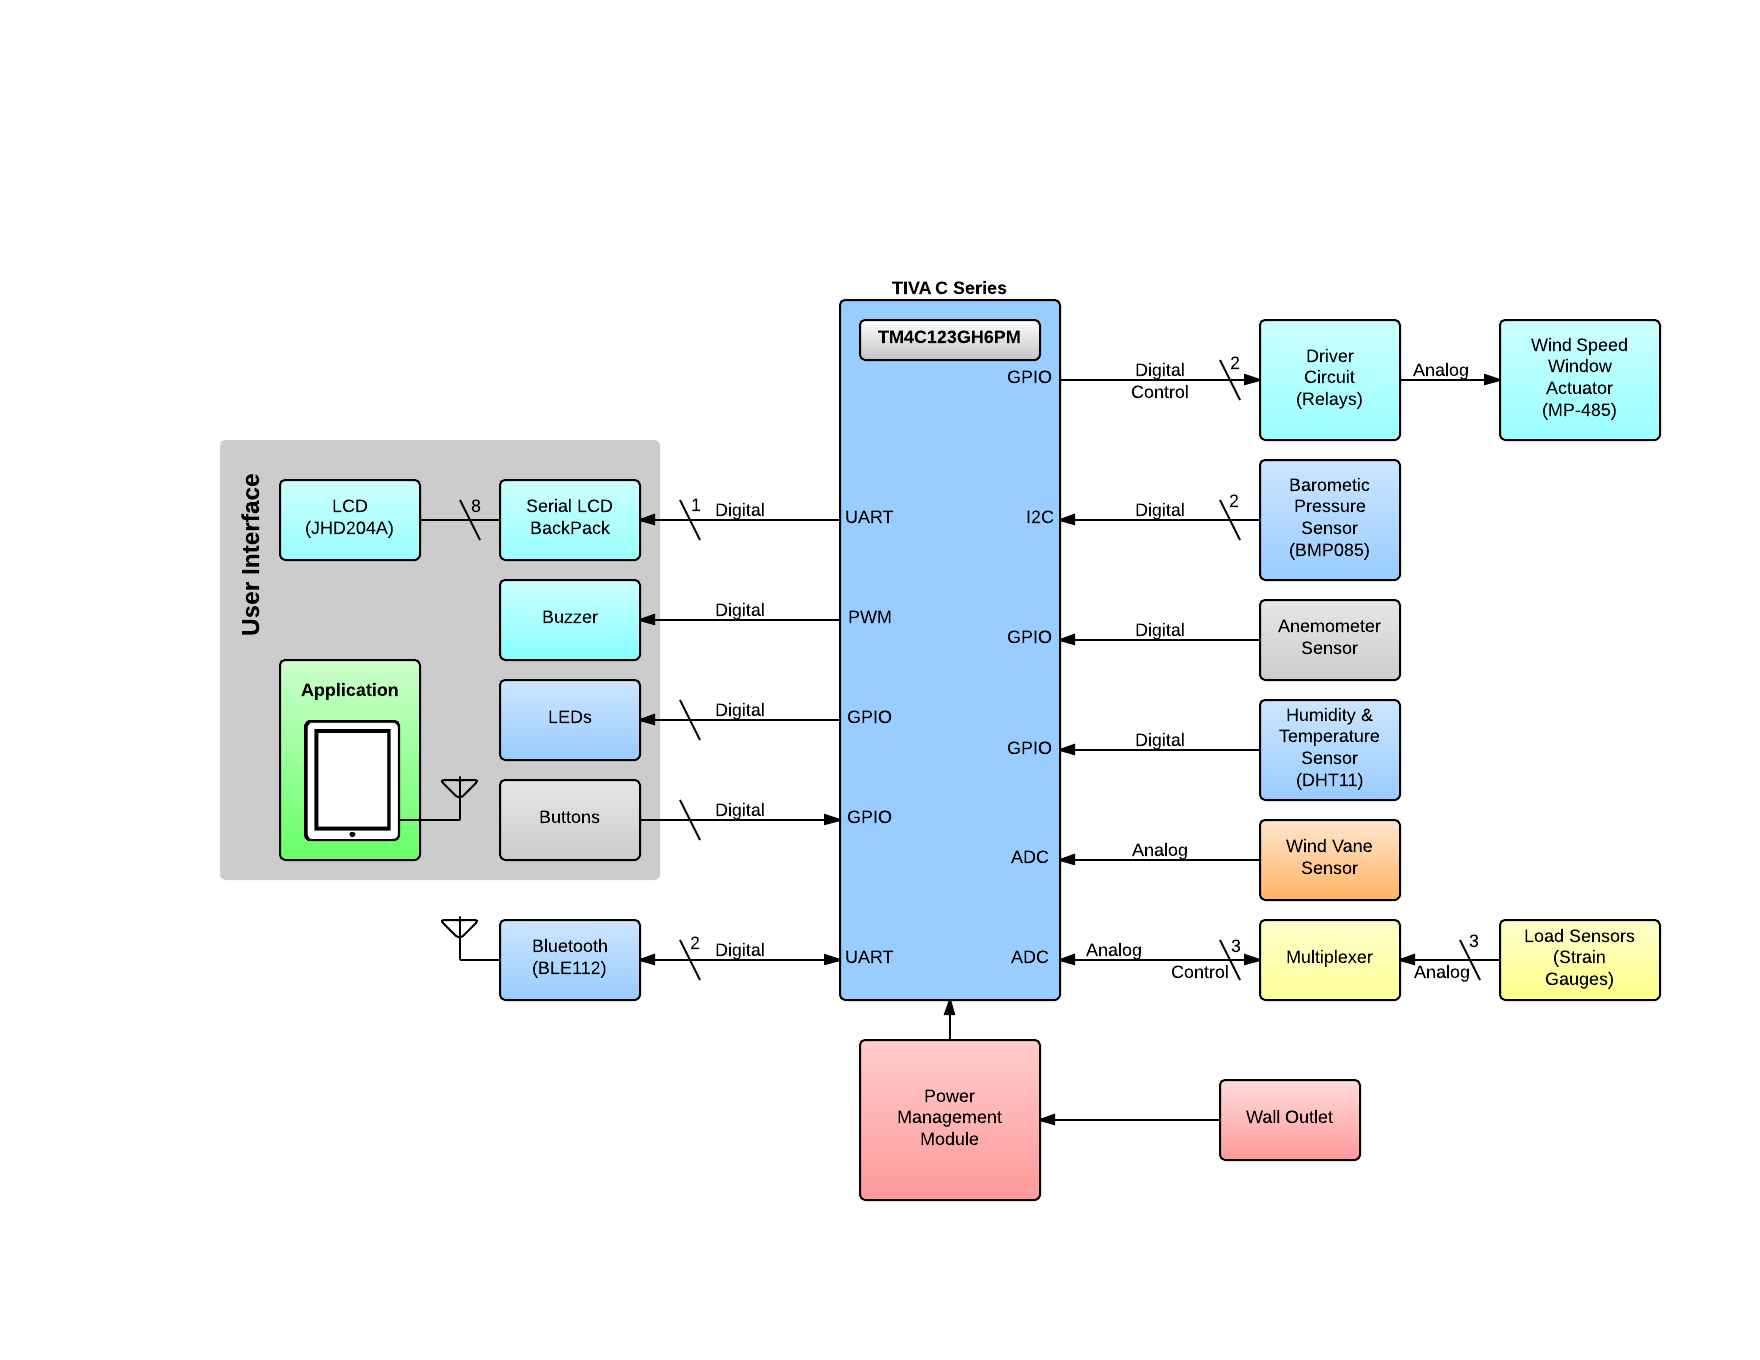 TIVA C Series
TM4C123GH6PM
GPIO
Digital
Control
2
Driver
Circuit
(Relays)
Analog
Wind Speed
Window
Actuator
(MP-485)
User Interface
LCD
(JHD204A)
8
Serial LCD
BackPack
1
Digital
UART
I2C
Digital
2
Barometic
Pressure
Sensor
(BMP085)
Buzzer
Digital
PWM
GPIO
Digital
Anemometer
Sensor
Application
LEDs
Digital
GPIO
GPIO
Digital
Humidity &
Temperature
Sensor
(DHT11)
Buttons
Digital
GPIO
ADC
Analog
Wind Vane
Sensor
Bluetooth
(BLE112)
2
Digital
UART
ADC
Analog
Control
3
Multiplexer
3
Analog
Load Sensors
(Strain
Gauges)
Power
Management
Module
Wall Outlet